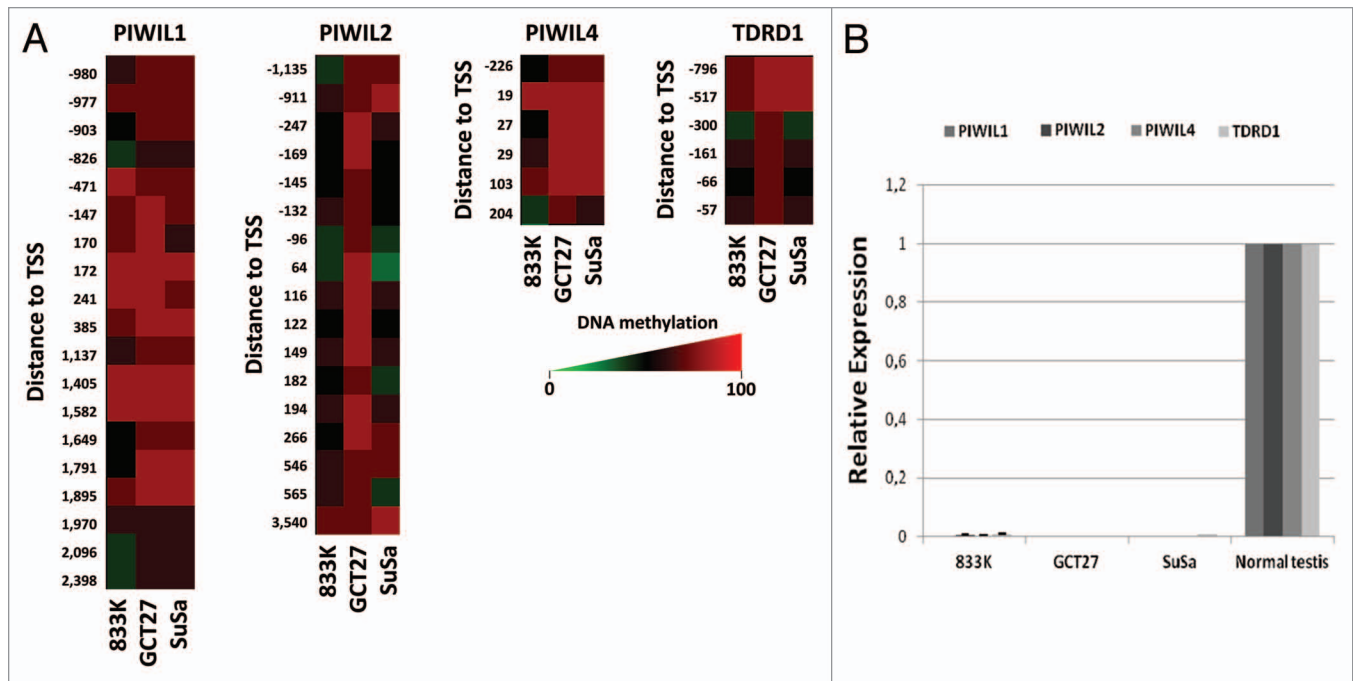 A
PIWIL1
Distance to TSS
-980
-977
-903
-826
-471
-147
170
172
241
385
1,137
1,405
1,582
1,649
1,791
1,895
1,970
2,096
2,398
833K
GCT27
SuSa
PIWIL2
Distance to TSS
-1,135
-911
-247
-169
-145
-132
-96
64
116
122
149
182
194
266
546
565
3,540
833K
GCT27
SuSa
PIWIL4
Distance to TSS
-226
19
27
29
103
204
833K
GCT27
SuSa
TDRD1
Distance to TSS
-796
-517
-300
-161
-66
-57
833K
GCT27
SuSa
DNA methylation
0 100
B
PIWIL1 PIWIL2 PIWIL4 TDRD1
Relative Expression
1,2
1
0,8
0,6
0,4
0,2
0
833K GCT27 SuSa Normal testis